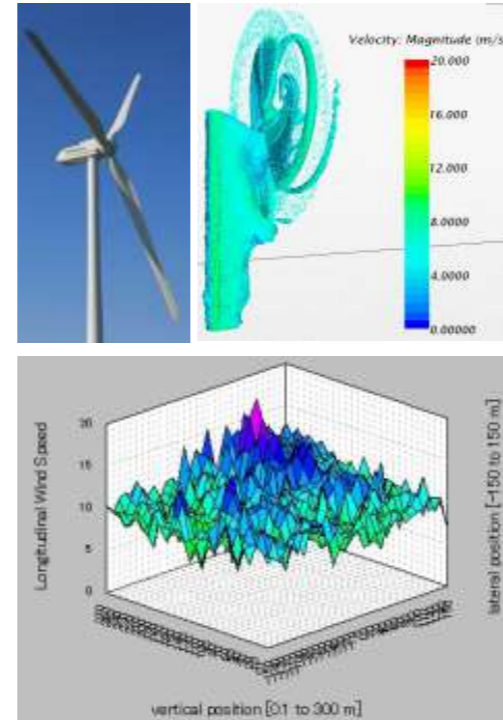 Velocity: Magnitude (m/s)
20.000
16.000
12.000
8.0000
4.0000
0.00000
20
15
10
5
0
Longitudinal Wind Speed
lateral position [-150 to 150 m]
vertical position [0.1 to 300 m]